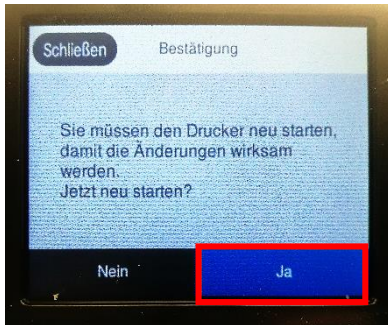 Schließen Bestätigung
Sie müssen den Drucker neu starten,
damit die Änderungen wirksam
werden.
Jetzt neu starten?
Nein Ja